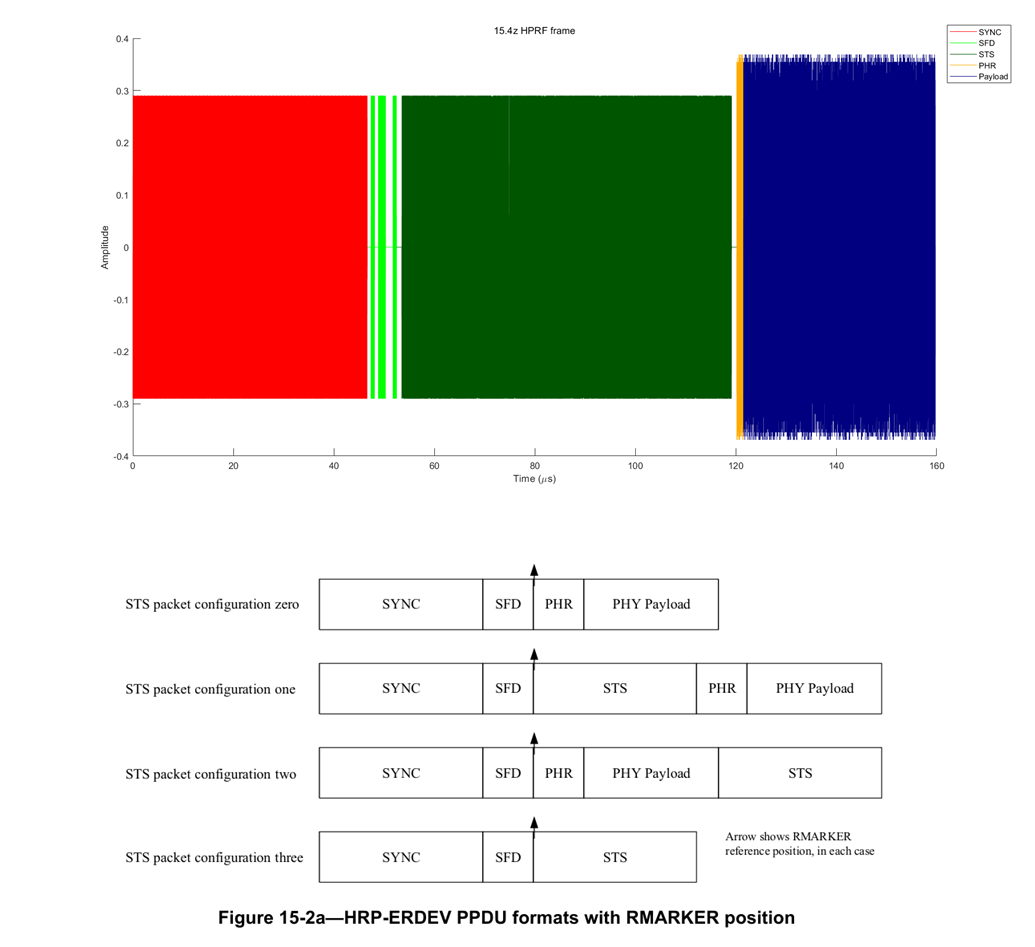 15.4z HPRF frame
SYNC
SFD
STS
PHR
Payload
0.4
0.3
0.2
0.1
0
-0.1
-0.2
-0.3
-0.4
Amplitude
0 20 40 60 80 100 120 140 160
Time (μs)
STS packet configuration zero SYNC SFD PHR PHY Payload
STS packet configuration one SYNC SFD STS PHR PHY Payload
STS packet configuration two SYNC SFD PHR PHY Payload STS
STS packet configuration three SYNC SFD STS
Arrow shows RMARKER
reference position, in each case
Figure 15-2a—HRP-ERDEV PPDU formats with RMARKER position